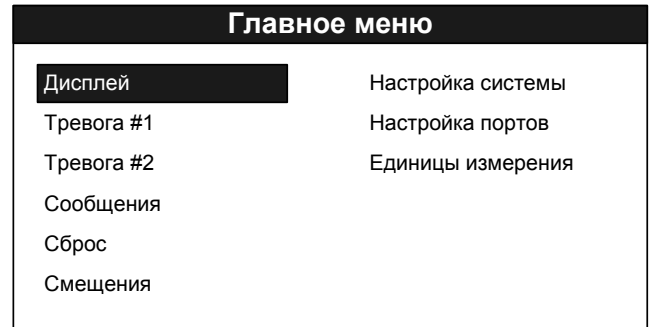 Главное меню
Дисплей
Тревога #1
Тревога #2
Сообщения
Сброс
Смещения
Настройка системы
Настройка портов
Единицы измерения